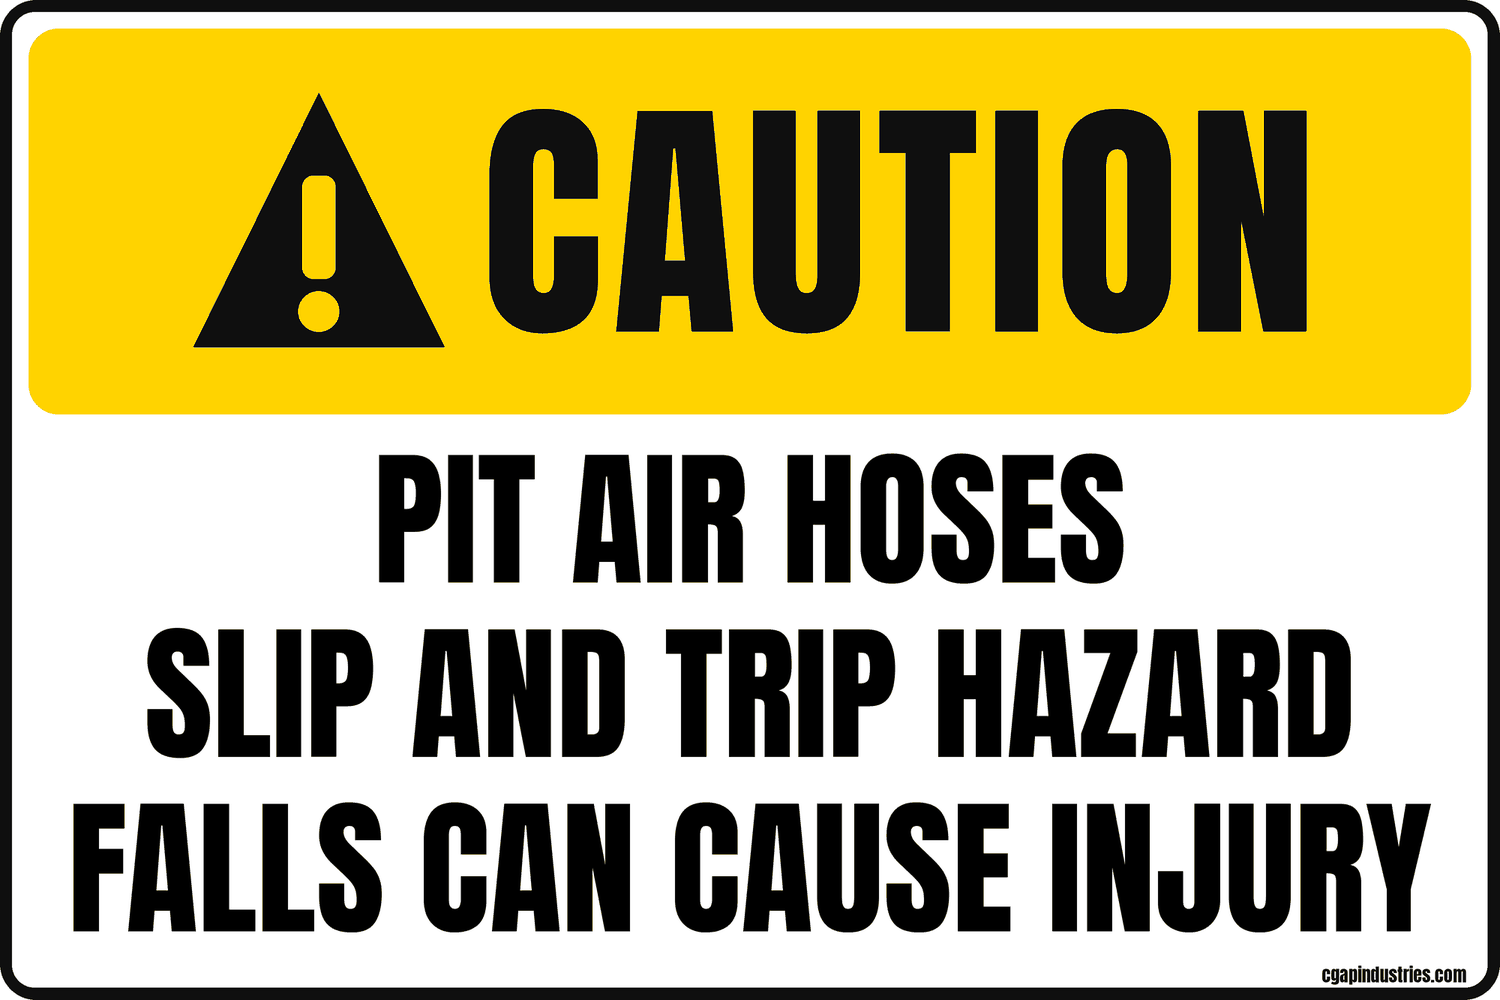 CAUTION
PIT AIR HOSES
SLIP AND TRIP HAZARD
FALLS CAN CAUSE INJURY
cgapindustries.com